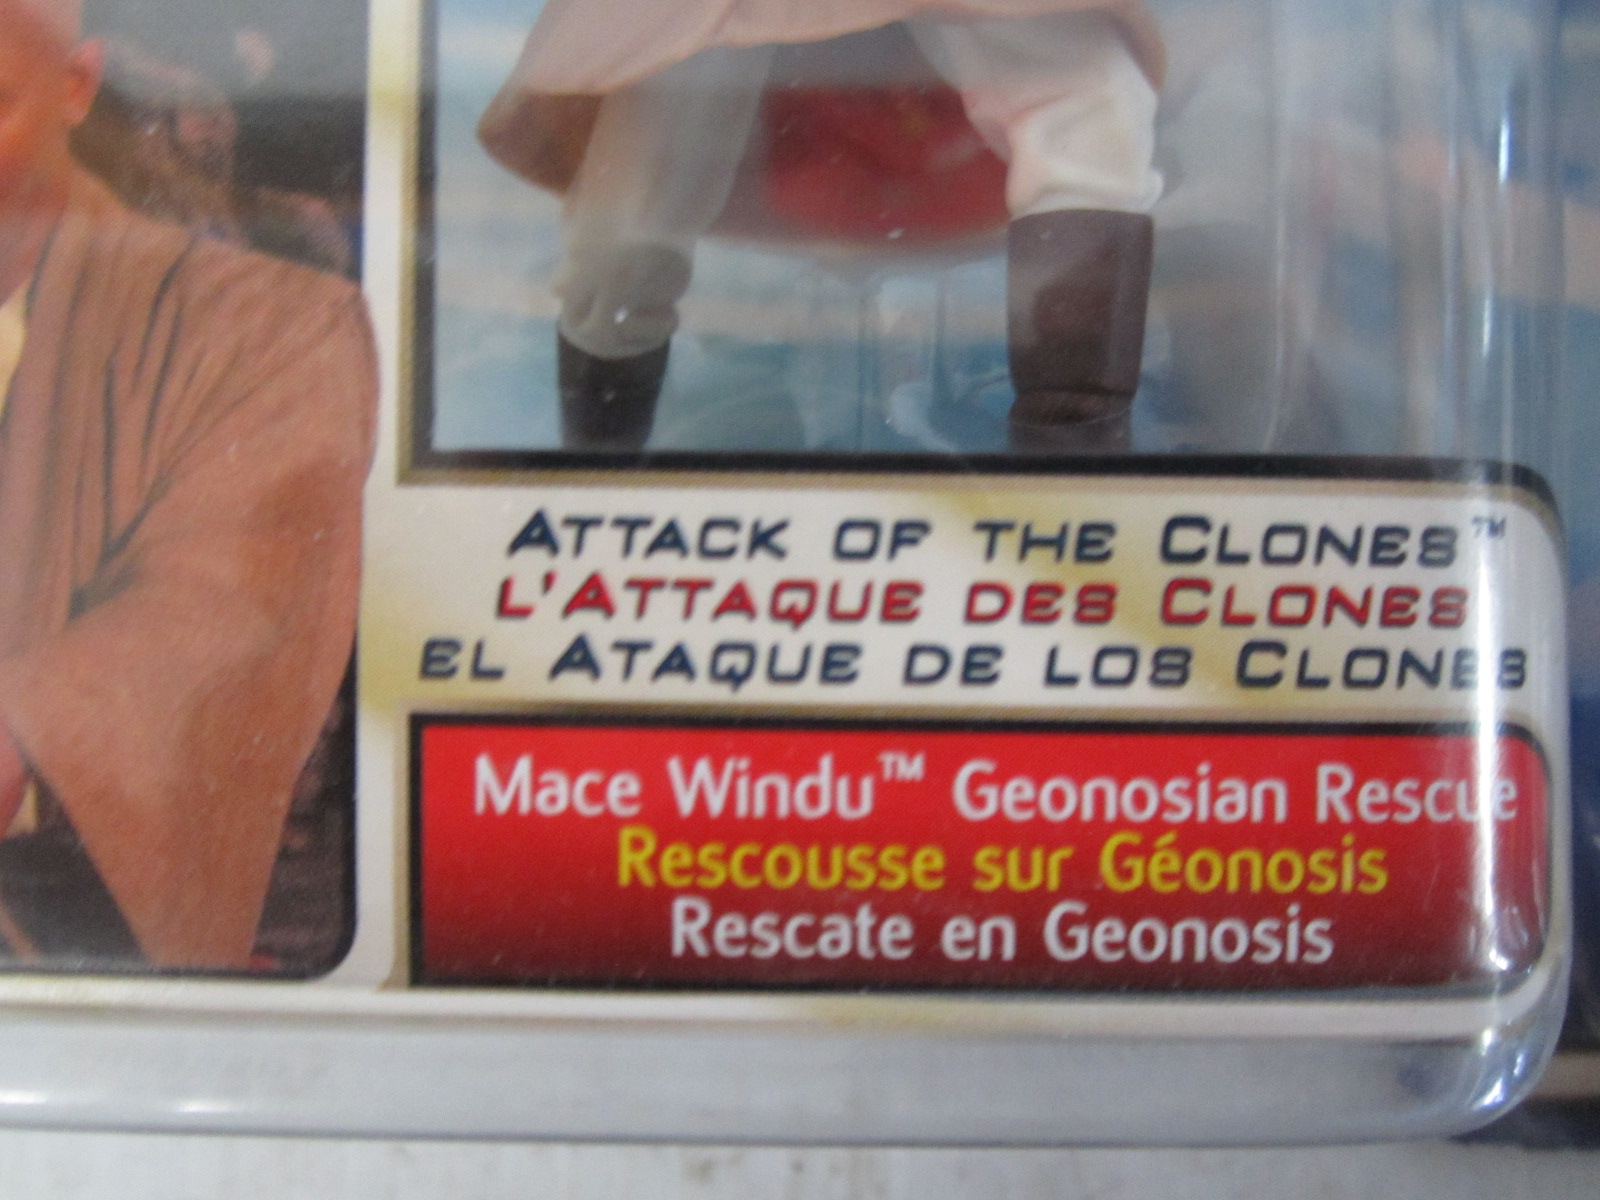 Attack of the Clones™
L'Attaque des Clones
el Ataque de los Clones
Mace Windu™ Geonosian Rescue
Rescousse sur Géonosis
Rescate en Geonosis